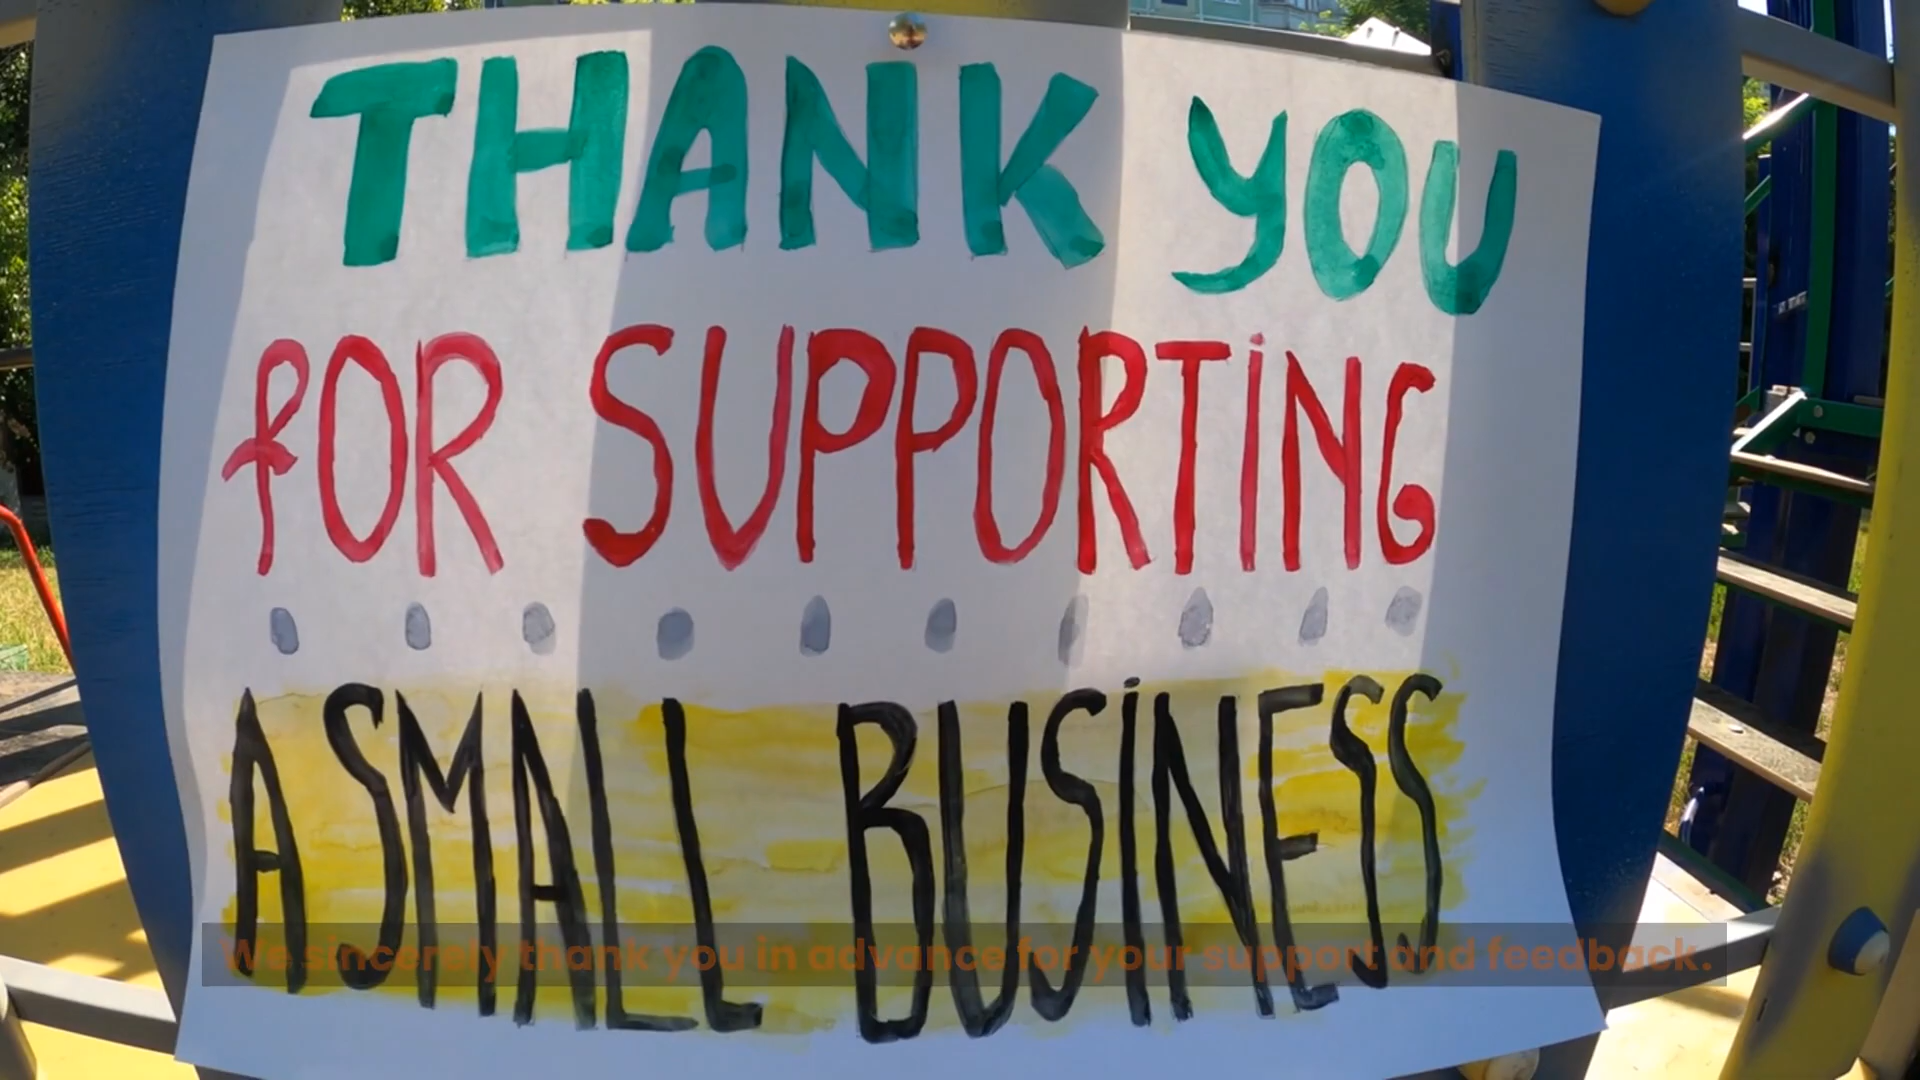 THANK YOU
fOR SUPPORTiNG
A SMALL BUSiNESS
We sincerely thank you in advance for your support and feedback.